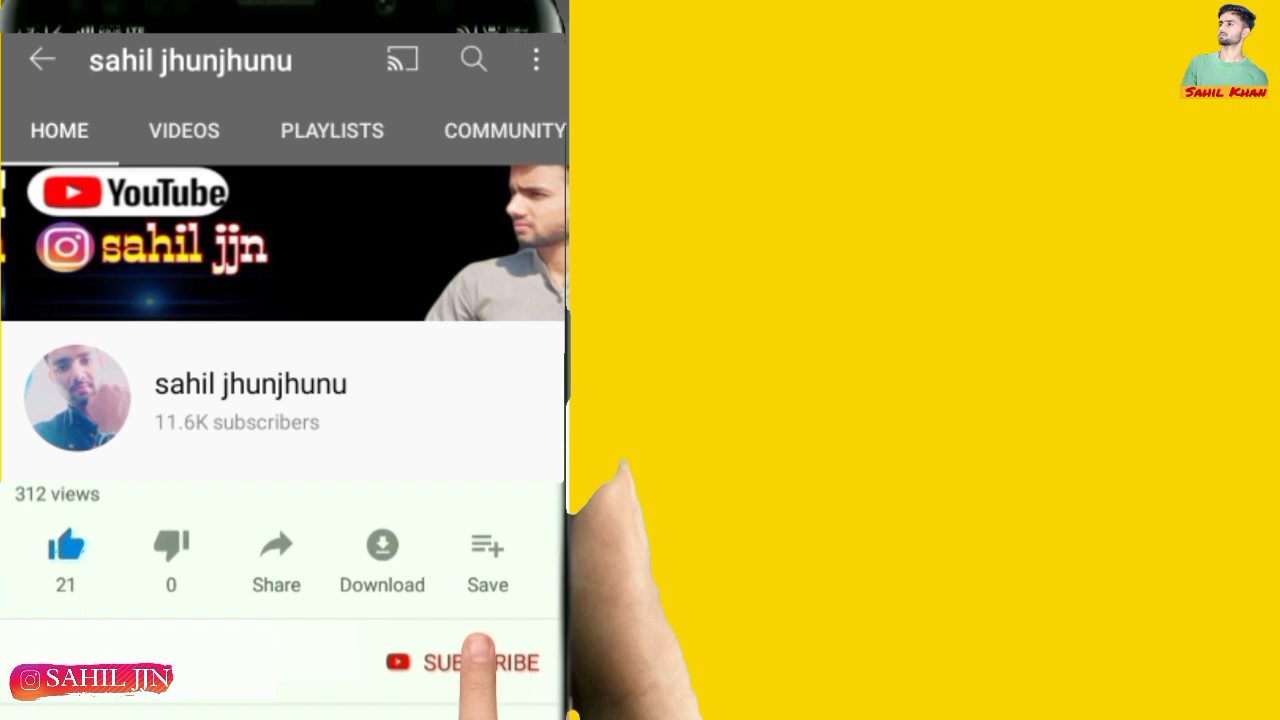 sahil jhunjhunu
HOME VIDEOS PLAYLISTS COMMUNITY
YouTube
sahil jjn
sahil jhunjhunu
11.6K subscribers
312 views
21 0 Share Download Save
SUBSCRIBE
SAHIL JJN
Sahil Khan